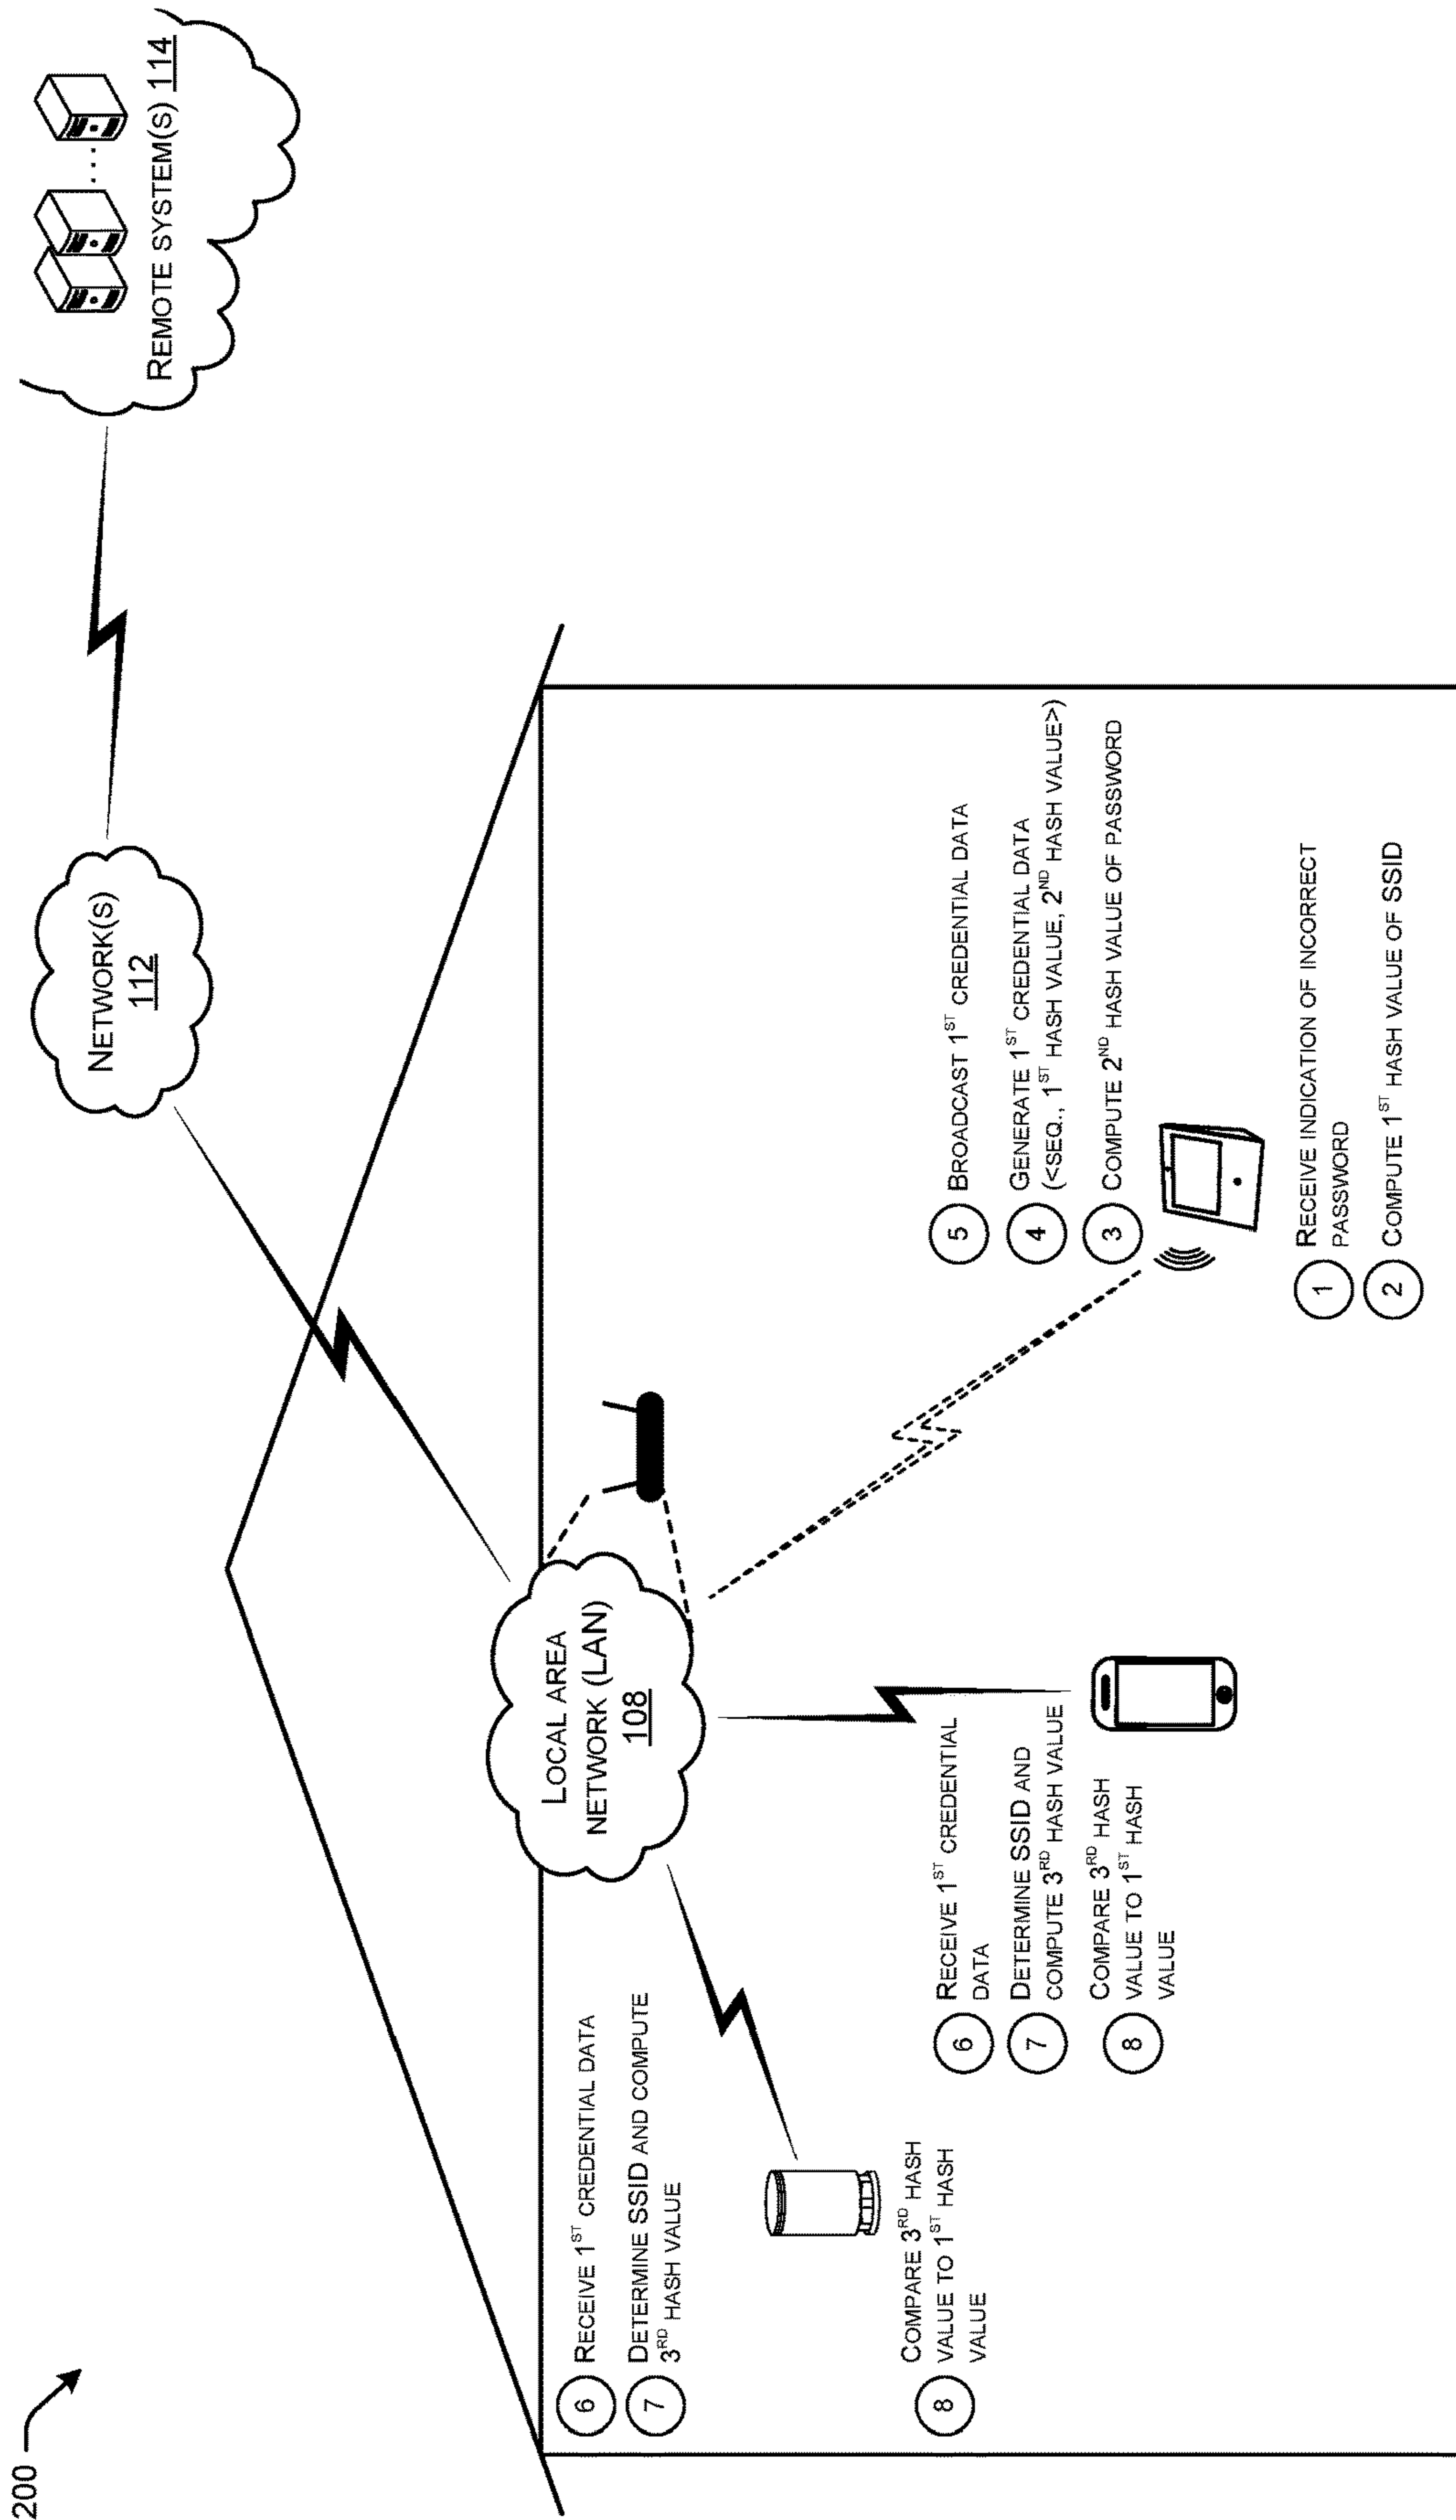 200
REMOTE SYSTEM(S) 114
NETWORK(S)
112
LOCAL AREA
NETWORK (LAN)
108
6 RECEIVE 1ST CREDENTIAL DATA
7 DETERMINE SSID AND COMPUTE
3RD HASH VALUE
8 COMPARE 3RD HASH
VALUE TO 1ST HASH
VALUE
6 RECEIVE 1ST CREDENTIAL
DATA
7 DETERMINE SSID AND
COMPUTE 3RD HASH VALUE
8 COMPARE 3RD HASH
VALUE TO 1ST HASH
VALUE
5 BROADCAST 1ST CREDENTIAL DATA
4 GENERATE 1ST CREDENTIAL DATA
(<SEQ., 1ST HASH VALUE, 2ND HASH VALUE>)
3 COMPUTE 2ND HASH VALUE OF PASSWORD
1 RECEIVE INDICATION OF INCORRECT
PASSWORD
2 COMPUTE 1ST HASH VALUE OF SSID